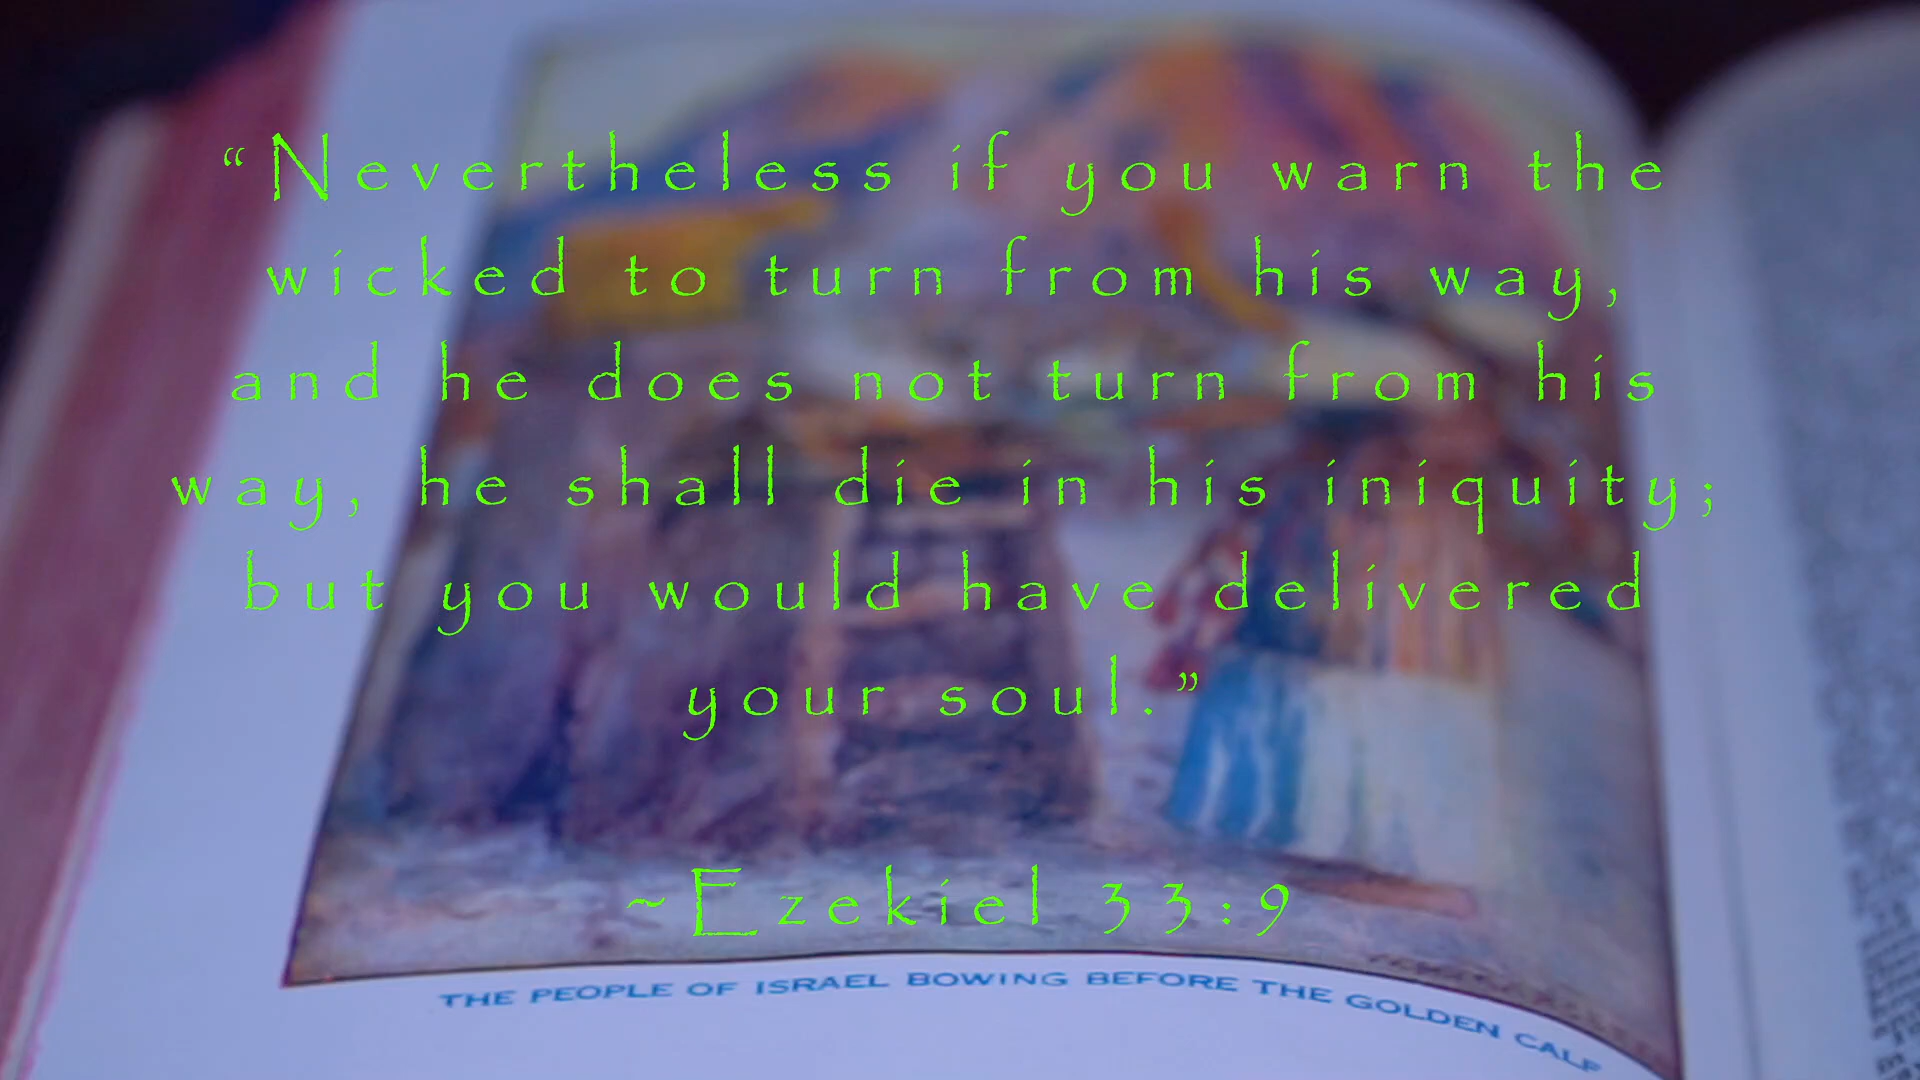 “Nevertheless if you warn the
wicked to turn from his way,
and he does not turn from his
way, he shall die in his iniquity;
but you would have delivered
your soul.”
~Ezekiel 33:9
THE PEOPLE OF ISRAEL BOWING BEFORE THE GOLDEN CALF